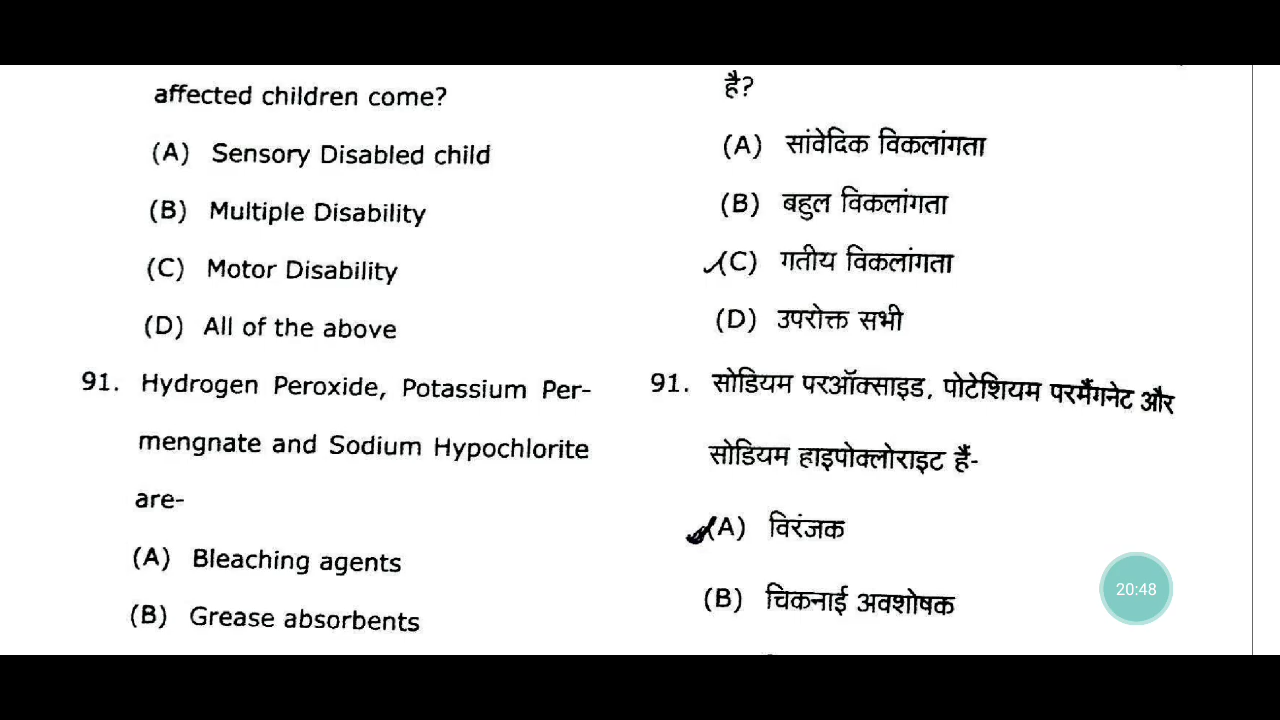 affected children come?
(A) Sensory Disabled child
(B) Multiple Disability
(C) Motor Disability
(D) All of the above
91. Hydrogen Peroxide, Potassium Per-
mengnate and Sodium Hypochlorite
are-
(A) Bleaching agents
(B) Grease absorbents
है?
(A) सांवेदिक विकलांगता
(B) बहुल विकलांगता
(C) गतीय विकलांगता
(D) उपरोक्त सभी
91. सोडियम परऑक्साइड, पोटेशियम परमैंगनेट और
सोडियम हाइपोक्लोराइट हैं-
(A) विरंजक
(B) चिकनाई अवशोषक
20:48